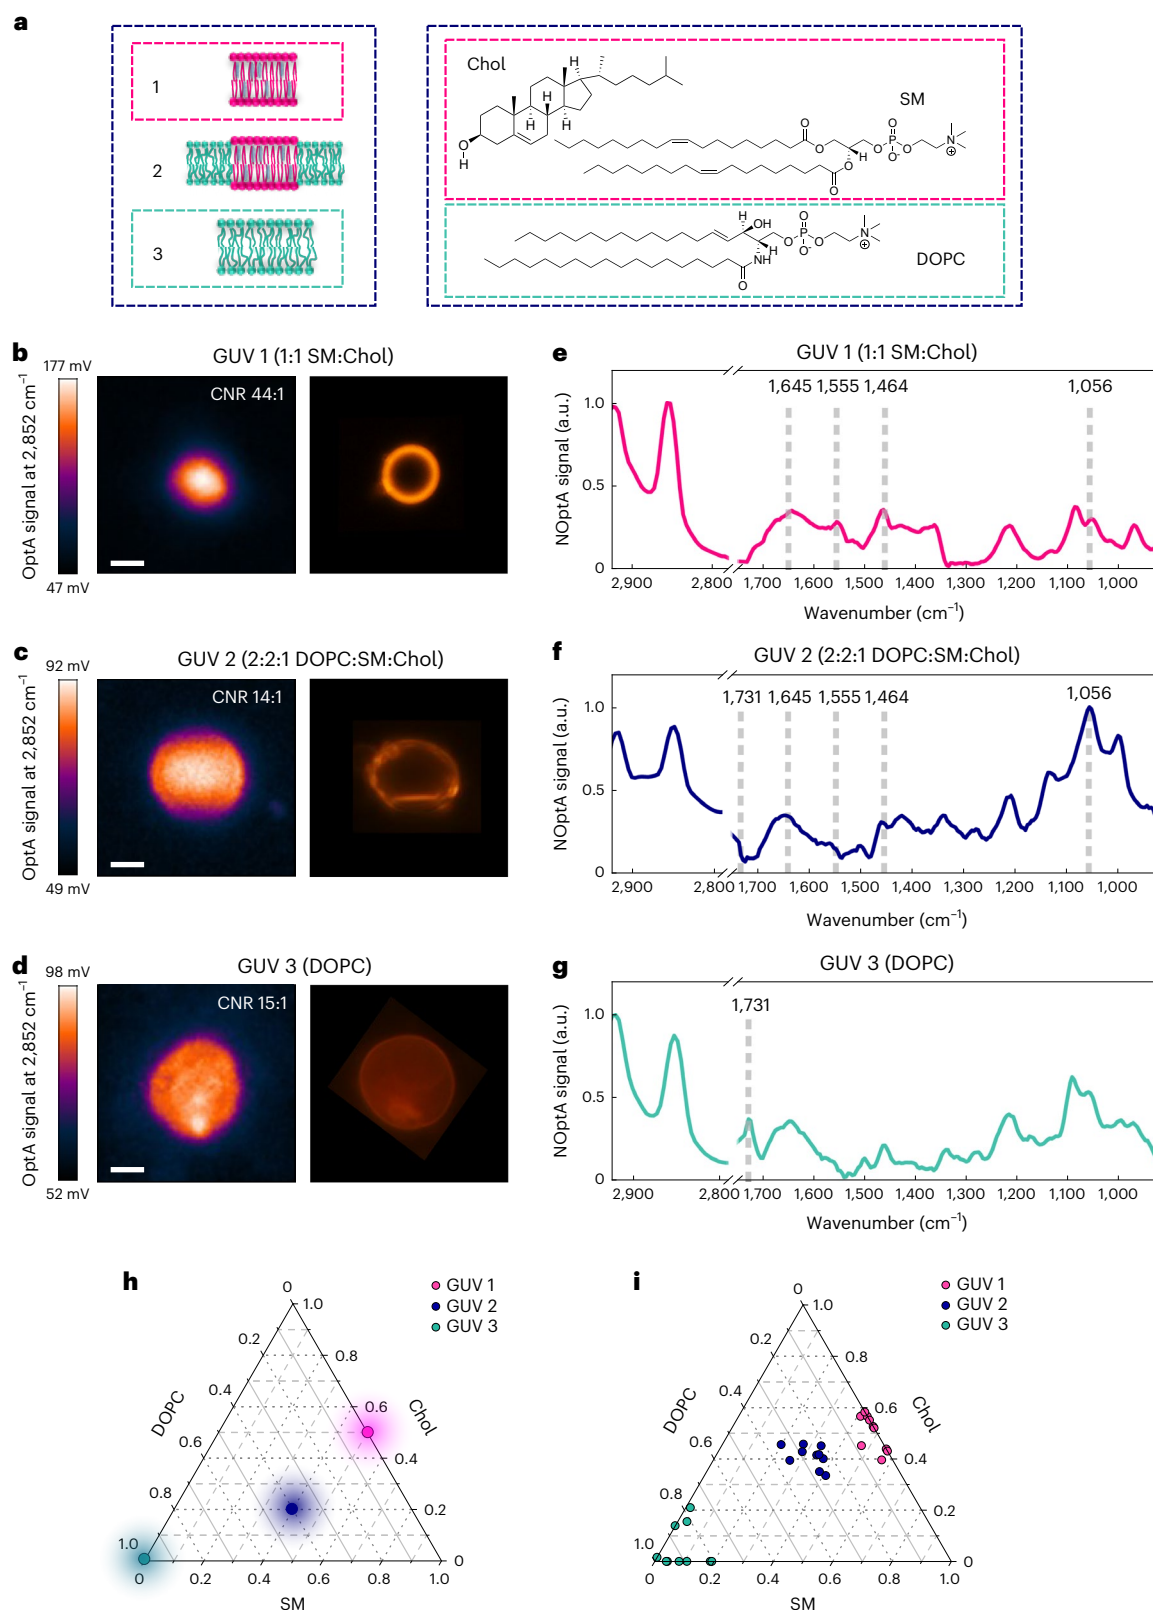 a
1
2
3
Chol
H
H
H
H
H
O
H
SM
O
O
O
O
H
O
P
O
O-
O
N
⊕
H
OH
H
NH
O
O
P
O
O-
O
N
⊕
DOPC
b
GUV 1 (1:1 SM:Chol)
177 mV
OptA signal at 2,852 cm−1
47 mV
CNR 44:1
e
GUV 1 (1:1 SM:Chol)
1,645 1,555 1,464 1,056
NOptA signal (a.u.)
1.0
0.5
0
2,900 2,800 1,700 1,600 1,500 1,400 1,300 1,200 1,100 1,000
Wavenumber (cm−1)
c
GUV 2 (2:2:1 DOPC:SM:Chol)
92 mV
OptA signal at 2,852 cm−1
49 mV
CNR 14:1
f
GUV 2 (2:2:1 DOPC:SM:Chol)
1,731 1,645 1,555 1,464 1,056
NOptA signal (a.u.)
1.0
0.5
0
2,900 2,800 1,700 1,600 1,500 1,400 1,300 1,200 1,100 1,000
Wavenumber (cm−1)
d
GUV 3 (DOPC)
98 mV
OptA signal at 2,852 cm−1
52 mV
CNR 15:1
g
GUV 3 (DOPC)
1,731
NOptA signal (a.u.)
1.0
0.5
0
2,900 2,800 1,700 1,600 1,500 1,400 1,300 1,200 1,100 1,000
Wavenumber (cm−1)
h
GUV 1
GUV 2
GUV 3
0
0.2
0.4
0.6
0.8
1.0
DOPC
1.0
0.8
0.6
0.4
0.2
0
Chol
0 0.2 0.4 0.6 0.8 1.0
SM
i
GUV 1
GUV 2
GUV 3
0
0.2
0.4
0.6
0.8
1.0
DOPC
1.0
0.8
0.6
0.4
0.2
0
Chol
0 0.2 0.4 0.6 0.8 1.0
SM